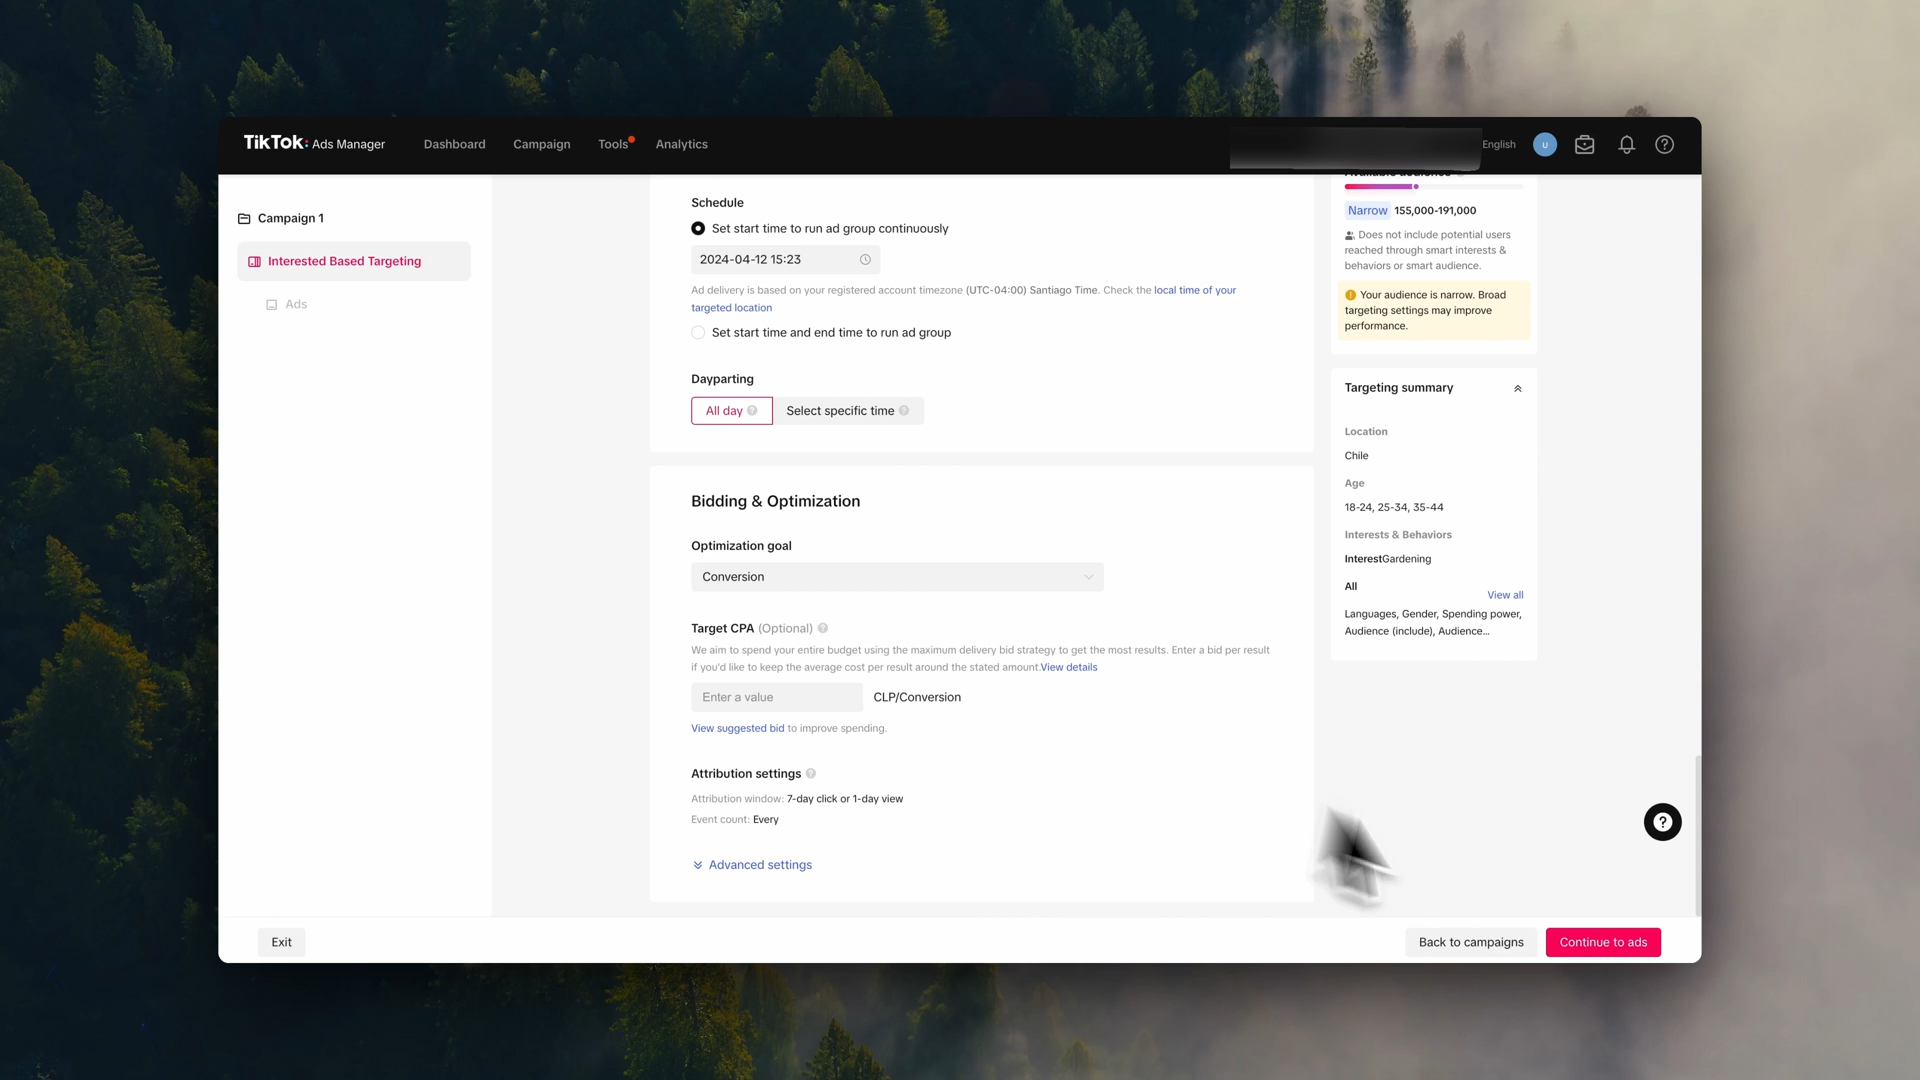 TikTok: Ads Manager
Dashboard
Campaign
Tools
Analytics
English
U
Campaign 1
Interested Based Targeting
Ads
Schedule
Set start time to run ad group continuously
2024-04-12 15:23
Ad delivery is based on your registered account timezone (UTC-04:00) Santiago Time. Check the local time of your
targeted location
Set start time and end time to run ad group
Dayparting
All day
Select specific time
Bidding & Optimization
Optimization goal
Conversion
Target CPA (Optional)
We aim to spend your entire budget using the maximum delivery bid strategy to get the most results. Enter a bid per result
if you'd like to keep the average cost per result around the stated amount.View details
Enter a value
CLP/Conversion
View suggested bid to improve spending.
Attribution settings
Attribution window: 7-day click or 1-day view
Event count: Every
Advanced settings
Available audience
Narrow 155,000-191,000
Does not include potential users
reached through smart interests &
behaviors or smart audience.
Your audience is narrow. Broad
targeting settings may improve
performance.
Targeting summary
Location
Chile
Age
18-24, 25-34, 35-44
Interests & Behaviors
InterestGardening
All
View all
Languages, Gender, Spending power,
Audience (include), Audience...
Exit
Back to campaigns
Continue to ads